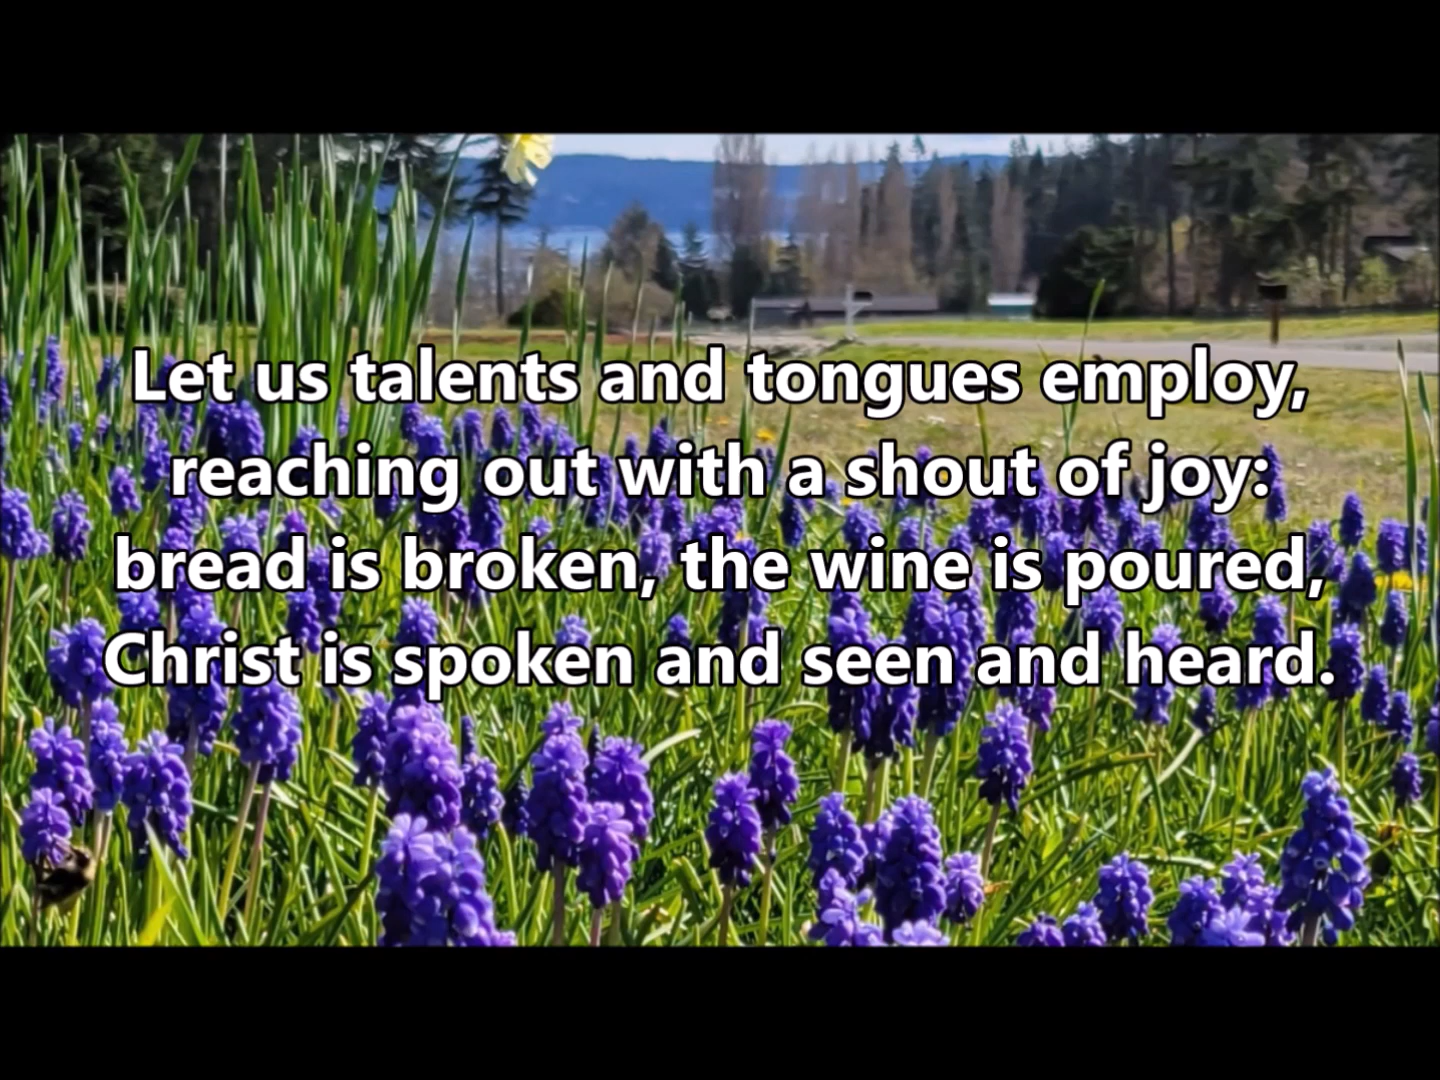 Let us talents and tongues employ,
reaching out with a shout of joy:
bread is broken, the wine is poured,
Christ is spoken and seen and heard.